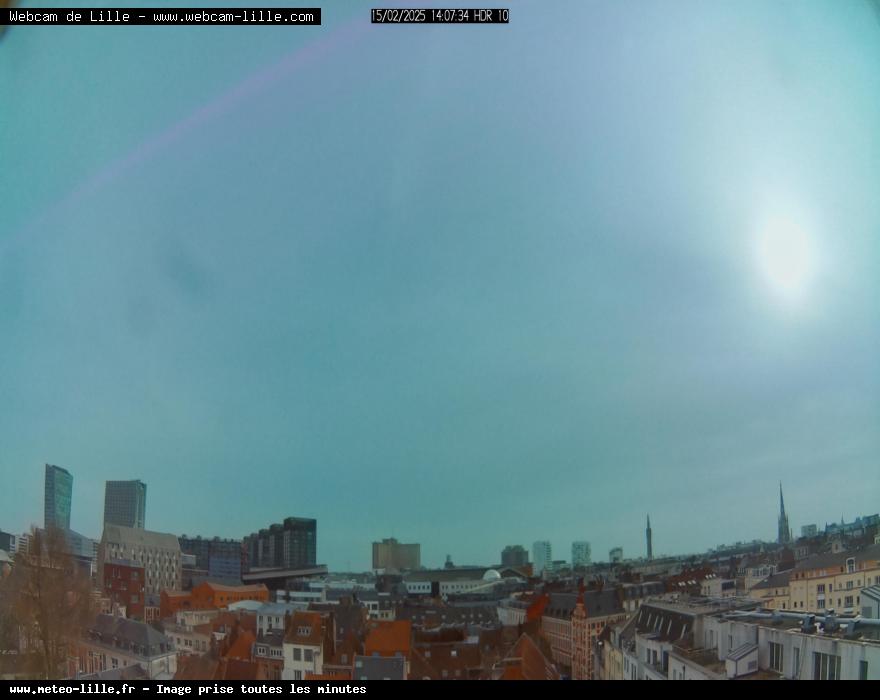 Webcam de Lille - www.webcam-lille.com
15/02/2025 14:07:34 HDR 10
www.meteo-lille.fr - Image prise toutes les minutes